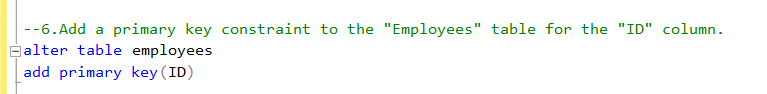 --6.Add a primary key constraint to the "Employees" table for the "ID" column.
alter table employees
add primary key(ID)